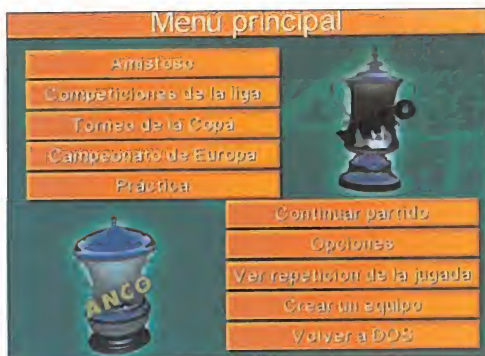 Menú principal
Amistoso
Competiciones de la liga
Torneo de la Copa
Campeonato de Europa
Práctica
Continuar partido
Opciones
Ver repeticion de la jugada
Crear un equipo
Volver a DOS
ANCO